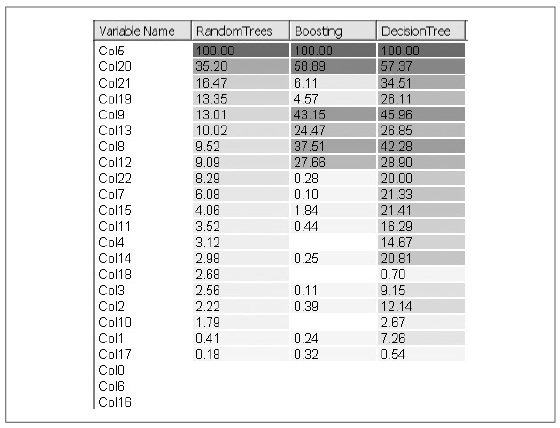 Variable Name RandomTrees Boosting DecisionTree
Col5 100.00 100.00 100.00
Col20 35.20 58.89 57.37
Col21 16.47 6.11 34.51
Col19 13.35 4.57 26.11
Col9 13.01 43.15 45.96
Col13 10.02 24.47 26.85
Col8 9.52 37.51 42.28
Col12 9.09 27.66 28.90
Col22 8.29 0.28 20.00
Col7 6.08 0.10 21.33
Col15 4.06 1.84 21.41
Col11 3.52 0.44 16.29
Col4 3.12 14.67
Col14 2.98 0.25 20.81
Col18 2.68 0.70
Col3 2.56 0.11 9.15
Col2 2.22 0.39 12.14
Col10 1.79 2.67
Col1 0.41 0.24 7.26
Col17 0.18 0.32 0.54
Col0
Col6
Col16